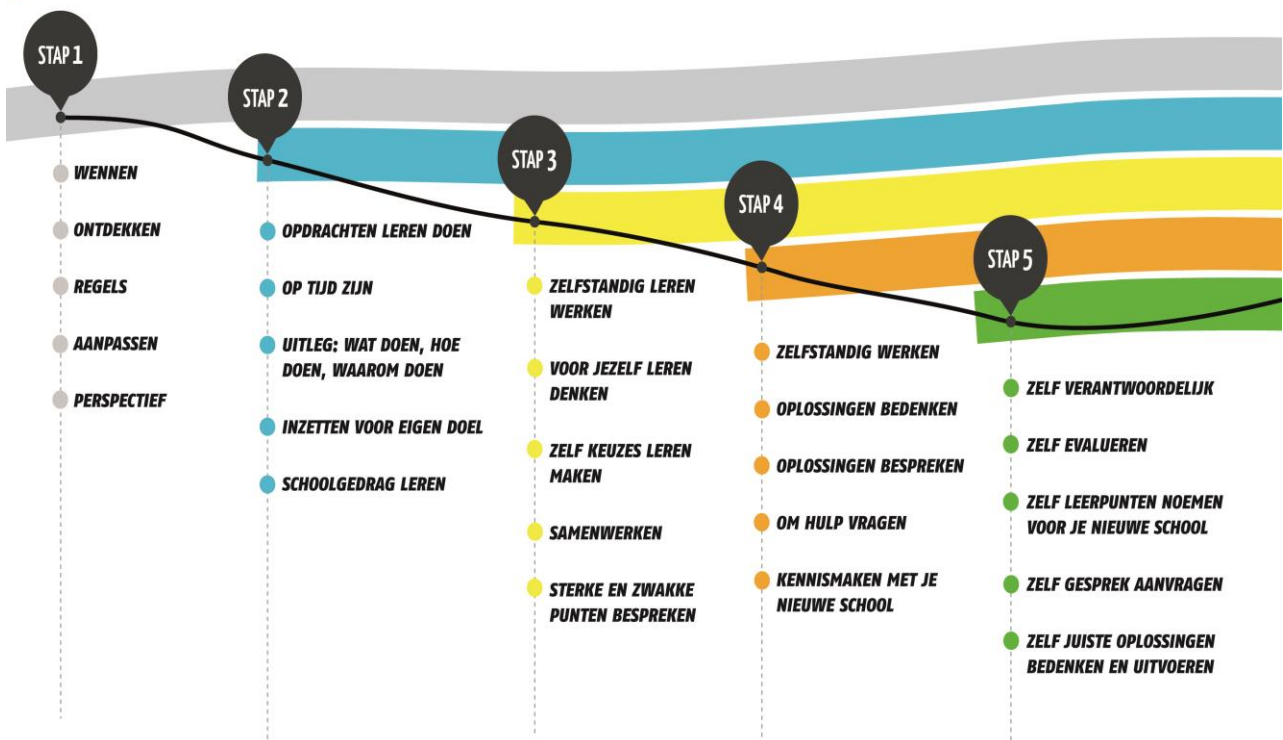 STAP 1
WENNEN
ONTDEKKEN
REGELS
AANPASSEN
PERSPECTIEF
STAP 2
OPDRACHTEN LEREN DOEN
OP TIJD ZIJN
UITLEG: WAT DOEN, HOE
DOEN, WAAROM DOEN
INZETTEN VOOR EIGEN DOEL
SCHOOLGEDRAG LEREN
STAP 3
ZELFSTANDIG LEREN
WERKEN
VOOR JEZELF LEREN
DENKEN
ZELF KEUZES LEREN
MAKEN
SAMENWERKEN
STERKE EN ZWAKKE
PUNTEN BESPREKEN
STAP 4
ZELFSTANDIG WERKEN
OPLOSSINGEN BEDENKEN
OPLOSSINGEN BESPREKEN
OM HULP VRAGEN
KENNISMAKEN MET JE
NIEUWE SCHOOL
STAP 5
ZELF VERANTWOORDELIJK
ZELF EVALUEREN
ZELF LEERPUNTEN NOEMEN
VOOR JE NIEUWE SCHOOL
ZELF GESPREK AANVRAGEN
ZELF JUISTE OPLOSSINGEN
BEDENKEN EN UITVOEREN